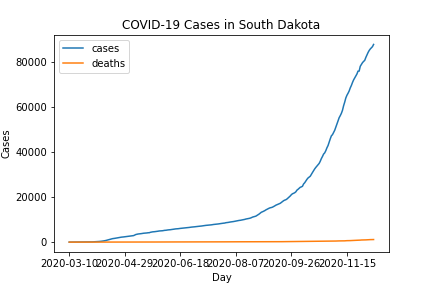 COVID-19 Cases in South Dakota
cases
deaths
80000
60000
40000
20000
0
Cases
2020-03-10 2020-04-29 2020-06-18 2020-08-07 2020-09-26 2020-11-15
Day